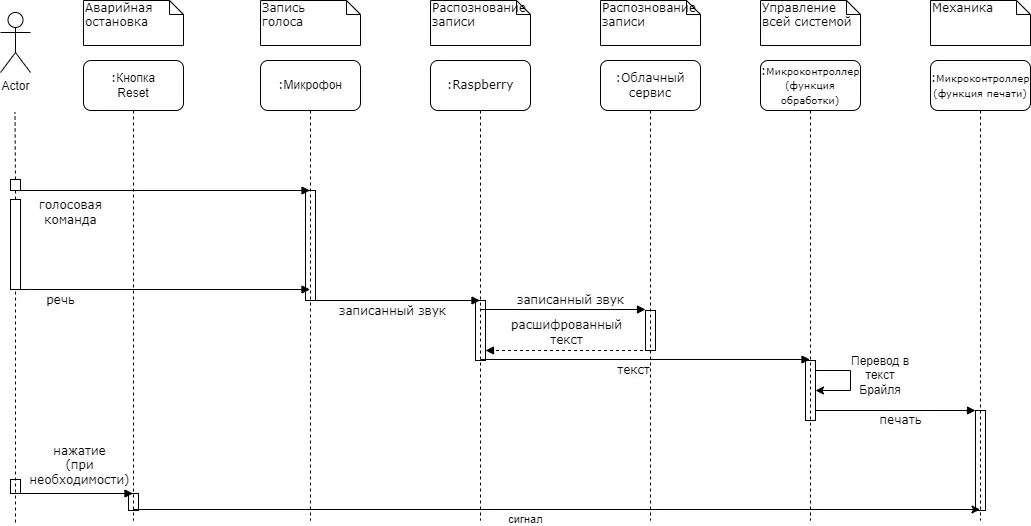 Аварийная
остановка
Запись
голоса
Распознование
записи
Распознование
записи
Управление
всей системой
Механика
Actor
:Кнопка
Reset
:Микрофон
:Raspberry
:Облачный
сервис
:Микроконтроллер
(функция
обработки)
:Микроконтроллер
(функция печати)
голосовая
команда
речь
записанный звук
записанный звук
расшифрованный
текст
текст
Перевод в
текст
Брайля
печать
нажатие
(при
необходимости)
сигнал